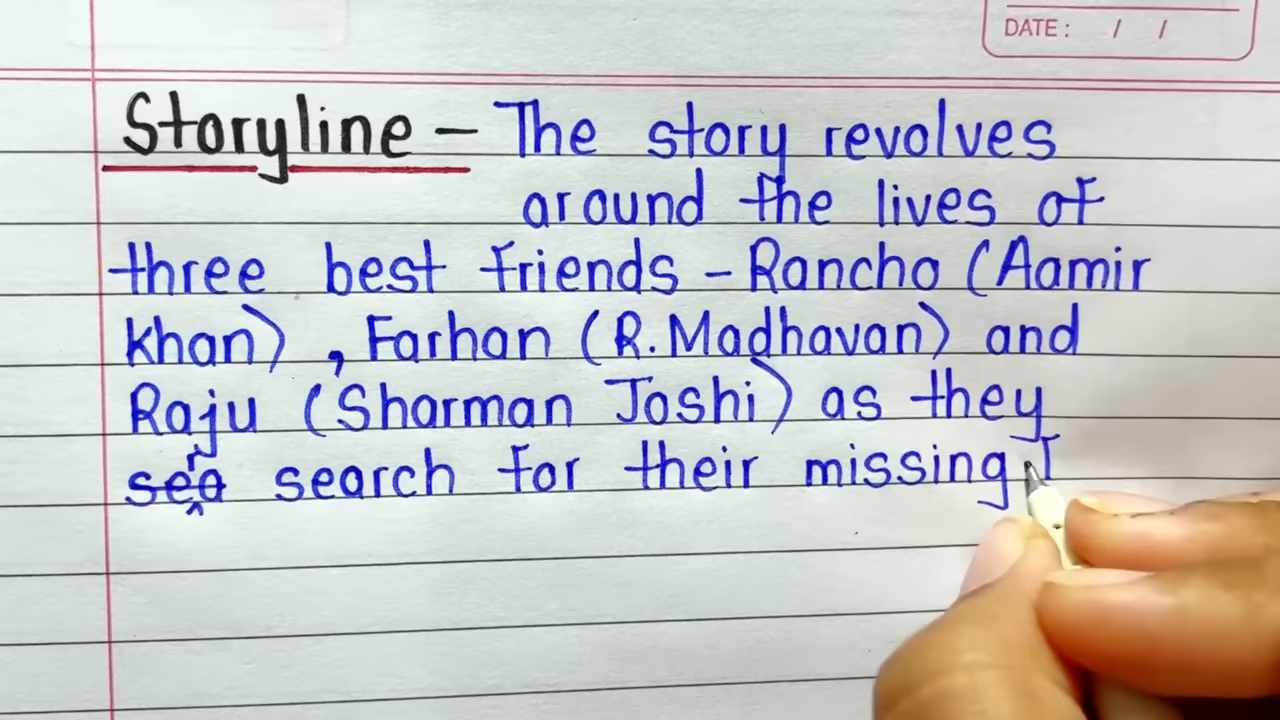 DATE : / /
Storyline – The story revolves
around the lives of
three best friends – Rancho (Aamir
Khan) , Farhan (R. Madhavan) and
Raju (Sharman Joshi) as they
search for their missing